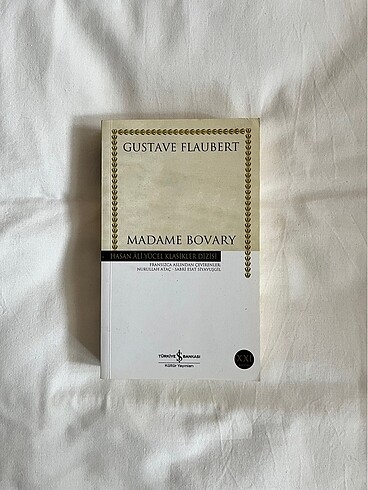 GUSTAVE FLAUBERT
MADAME BOVARY
HASAN ÂLİ YÜCEL KLASİKLER DİZİSİ
FRANSIZCA ASLINDAN ÇEVİRENLER:
NURULLAH ATAÇ - SABRİ ESAT SİYAVUŞGİL
TÜRKİYE İŞ BANKASI
Kültür Yayınları
XXI